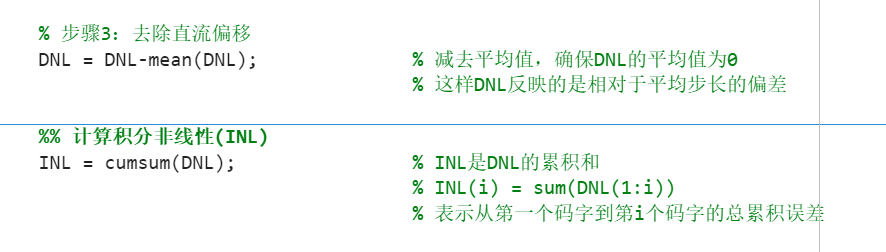 % 步骤3: 去除直流偏移
DNL = DNL-mean(DNL); % 减去平均值，确保DNL的平均值为0
% 这样DNL反映的是相对于平均步长的偏差
%% 计算积分非线性(INL)
INL = cumsum(DNL); % INL是DNL的累积和
% INL(i) = sum(DNL(1:i))
% 表示从第一个码字到第i个码字的总累积误差